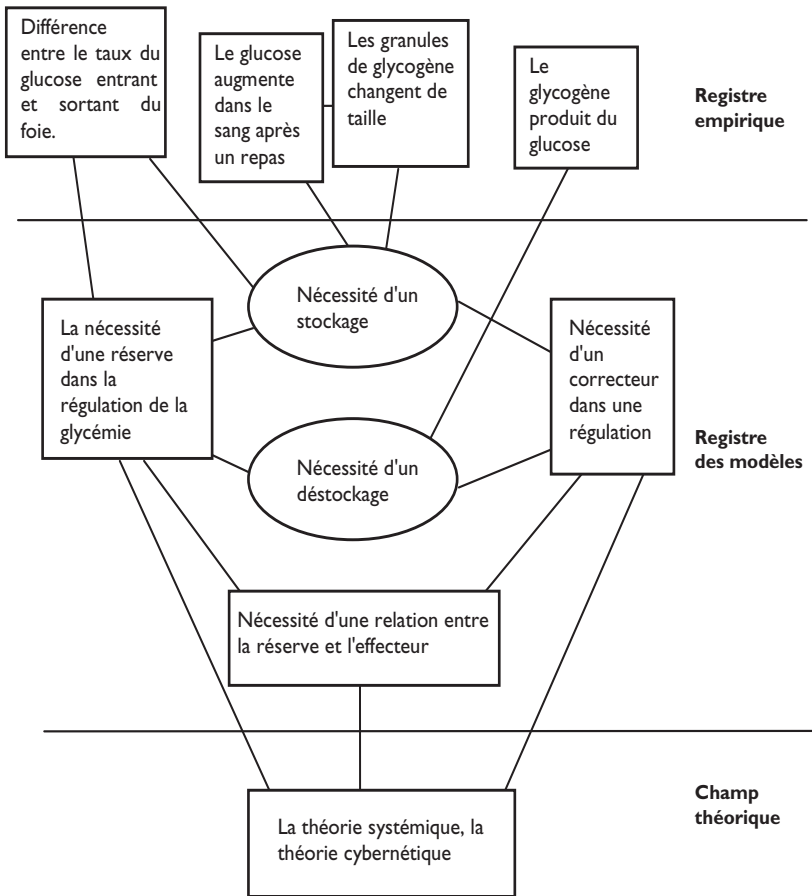 Différence
entre le taux du
glucose entrant
et sortant du
foie.
Le glucose
augmente
dans le
sang après
un repas
Les granules
de glycogène
changent de
taille
Le
glycogène
produit du
glucose
Registre
empirique
Nécessité d'un
stockage
La nécessité
d'une réserve
dans la
régulation de la
glycémie
Nécessité
d'un
correcteur
dans une
régulation
Registre
des modèles
Nécessité d'un
déstockage
Nécessité d'une relation entre
la réserve et l'effecteur
Champ
théorique
La théorie systémique, la
théorie cybernétique